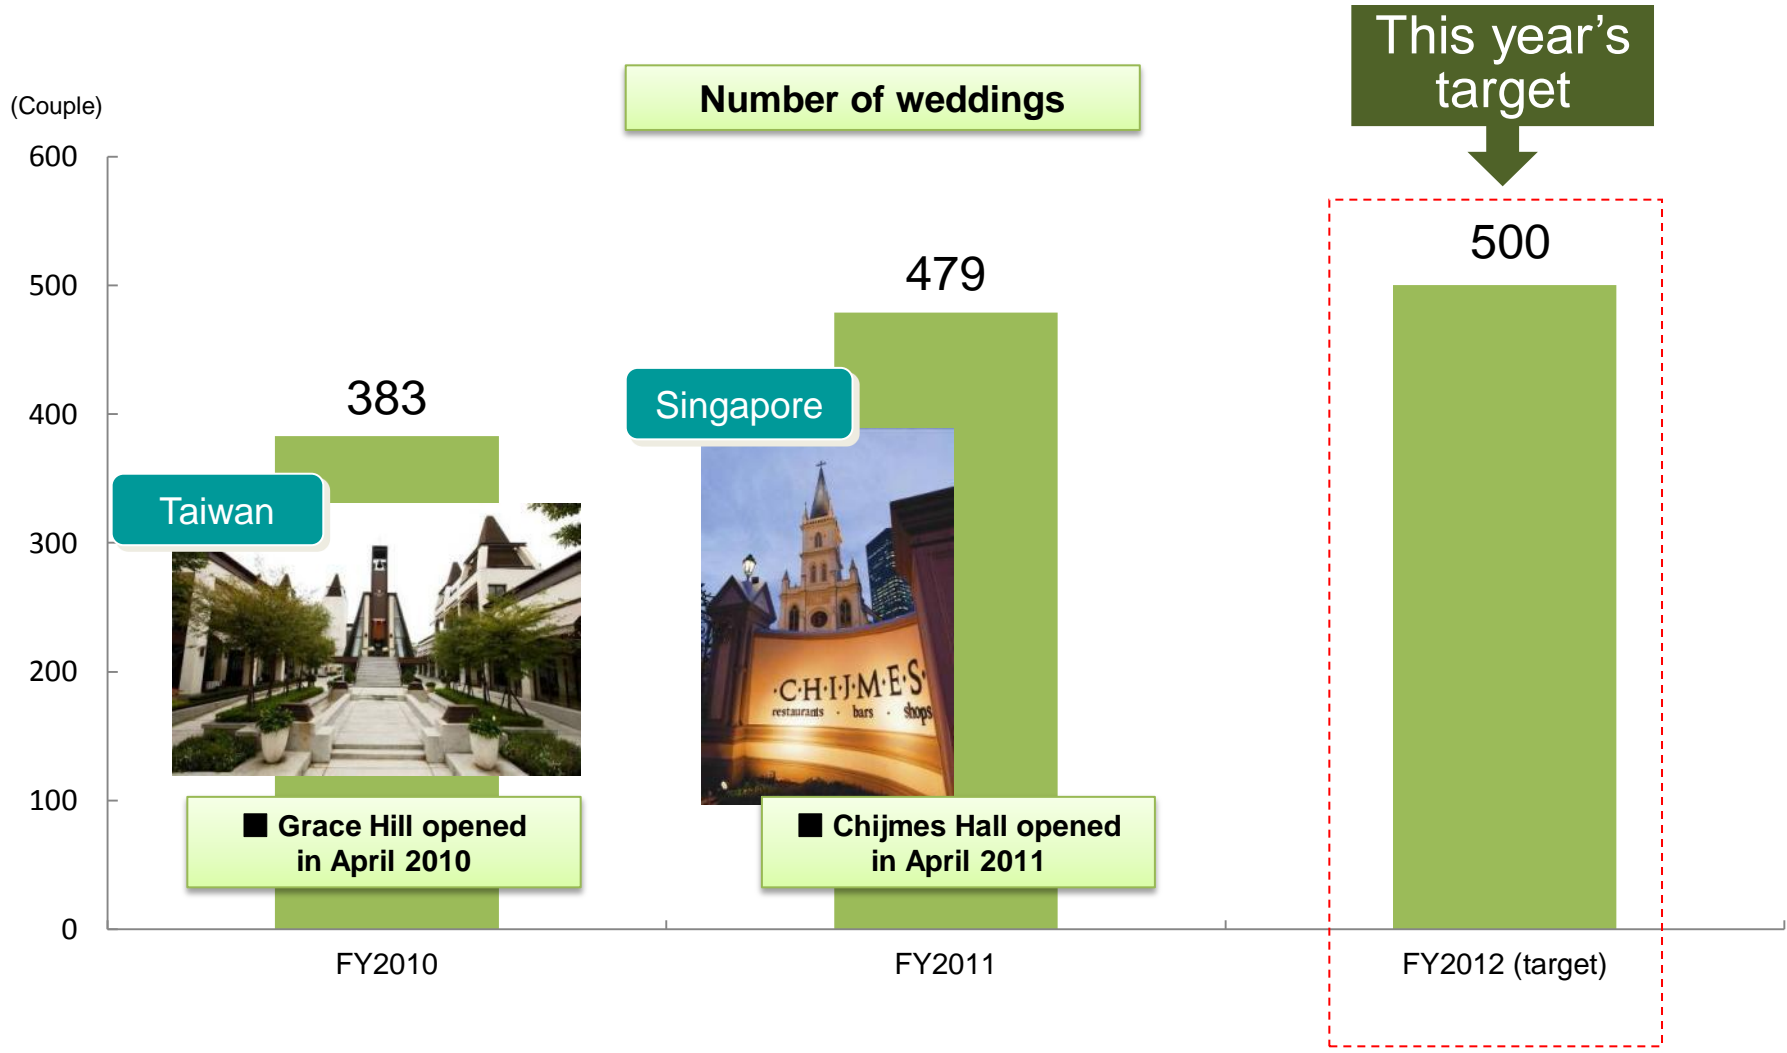 This year's
target
Number of weddings
(Couple)
600
500
400
300
200
100
0
383
479
500
Taiwan
Singapore
·C·H·I·J·M·E·S·
restaurants · bars · shops
■ Grace Hill opened
in April 2010
■ Chijmes Hall opened
in April 2011
FY2010
FY2011
FY2012 (target)